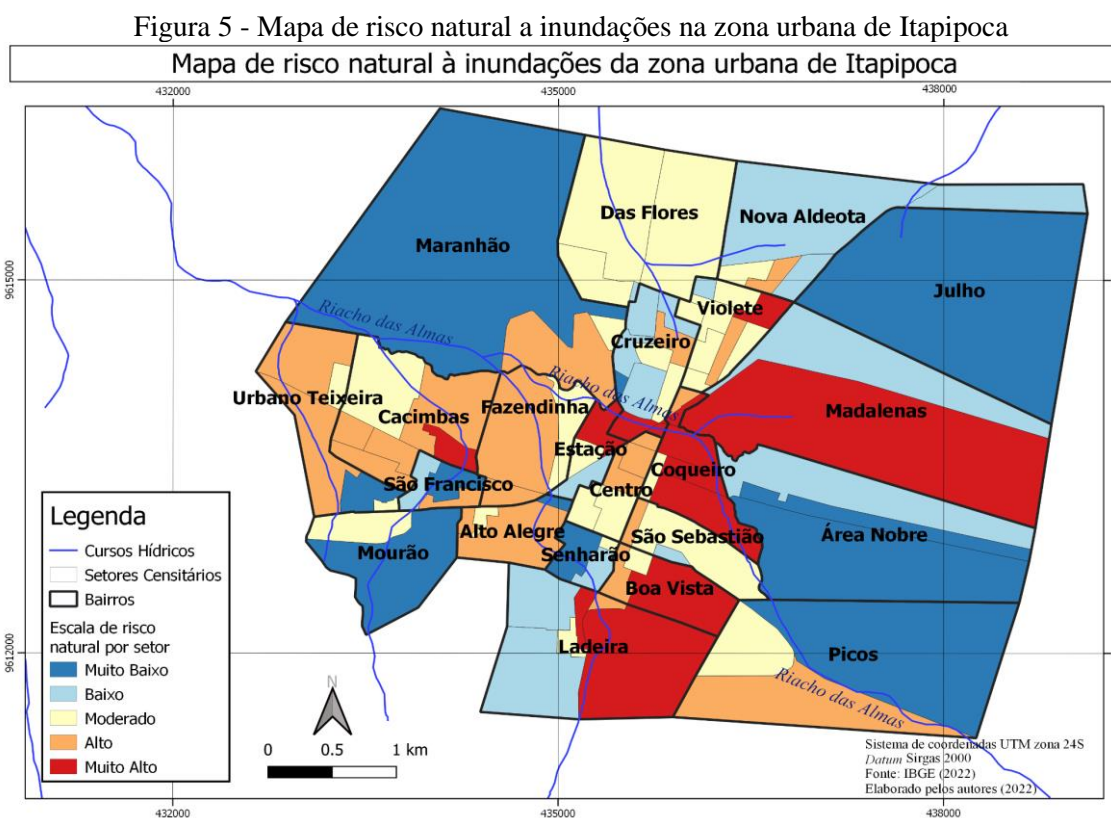 Figura 5 - Mapa de risco natural a inundações na zona urbana de Itapipoca
Mapa de risco natural à inundações da zona urbana de Itapipoca
432000
435000
438000
9615000
9615000
9612000
9612000
Das Flores
Nova Aldeota
Maranhão
Julho
Violete
Riacho das Almas
Cruzeiro
Riacho das Almas
Urbano Teixeira
Fazendinha
Madalenas
Cacimbas
Estação
Coqueiro
São Francisco
Centro
Alto Alegre
São Sebastião
Área Nobre
Mourão
Senharão
Boa Vista
Ladeira
Picos
Riacho das Almas
Legenda
Cursos Hídricos
Setores Censitários
Bairros
Escala de risco
natural por setor
Muito Baixo
Baixo
Moderado
Alto
Muito Alto
N
0 0.5 1 km
Sistema de coordenadas UTM zona 24S
Datum Sirgas 2000
Fonte: IBGE (2022)
Elaborado pelos autores (2022)
432000
435000
438000